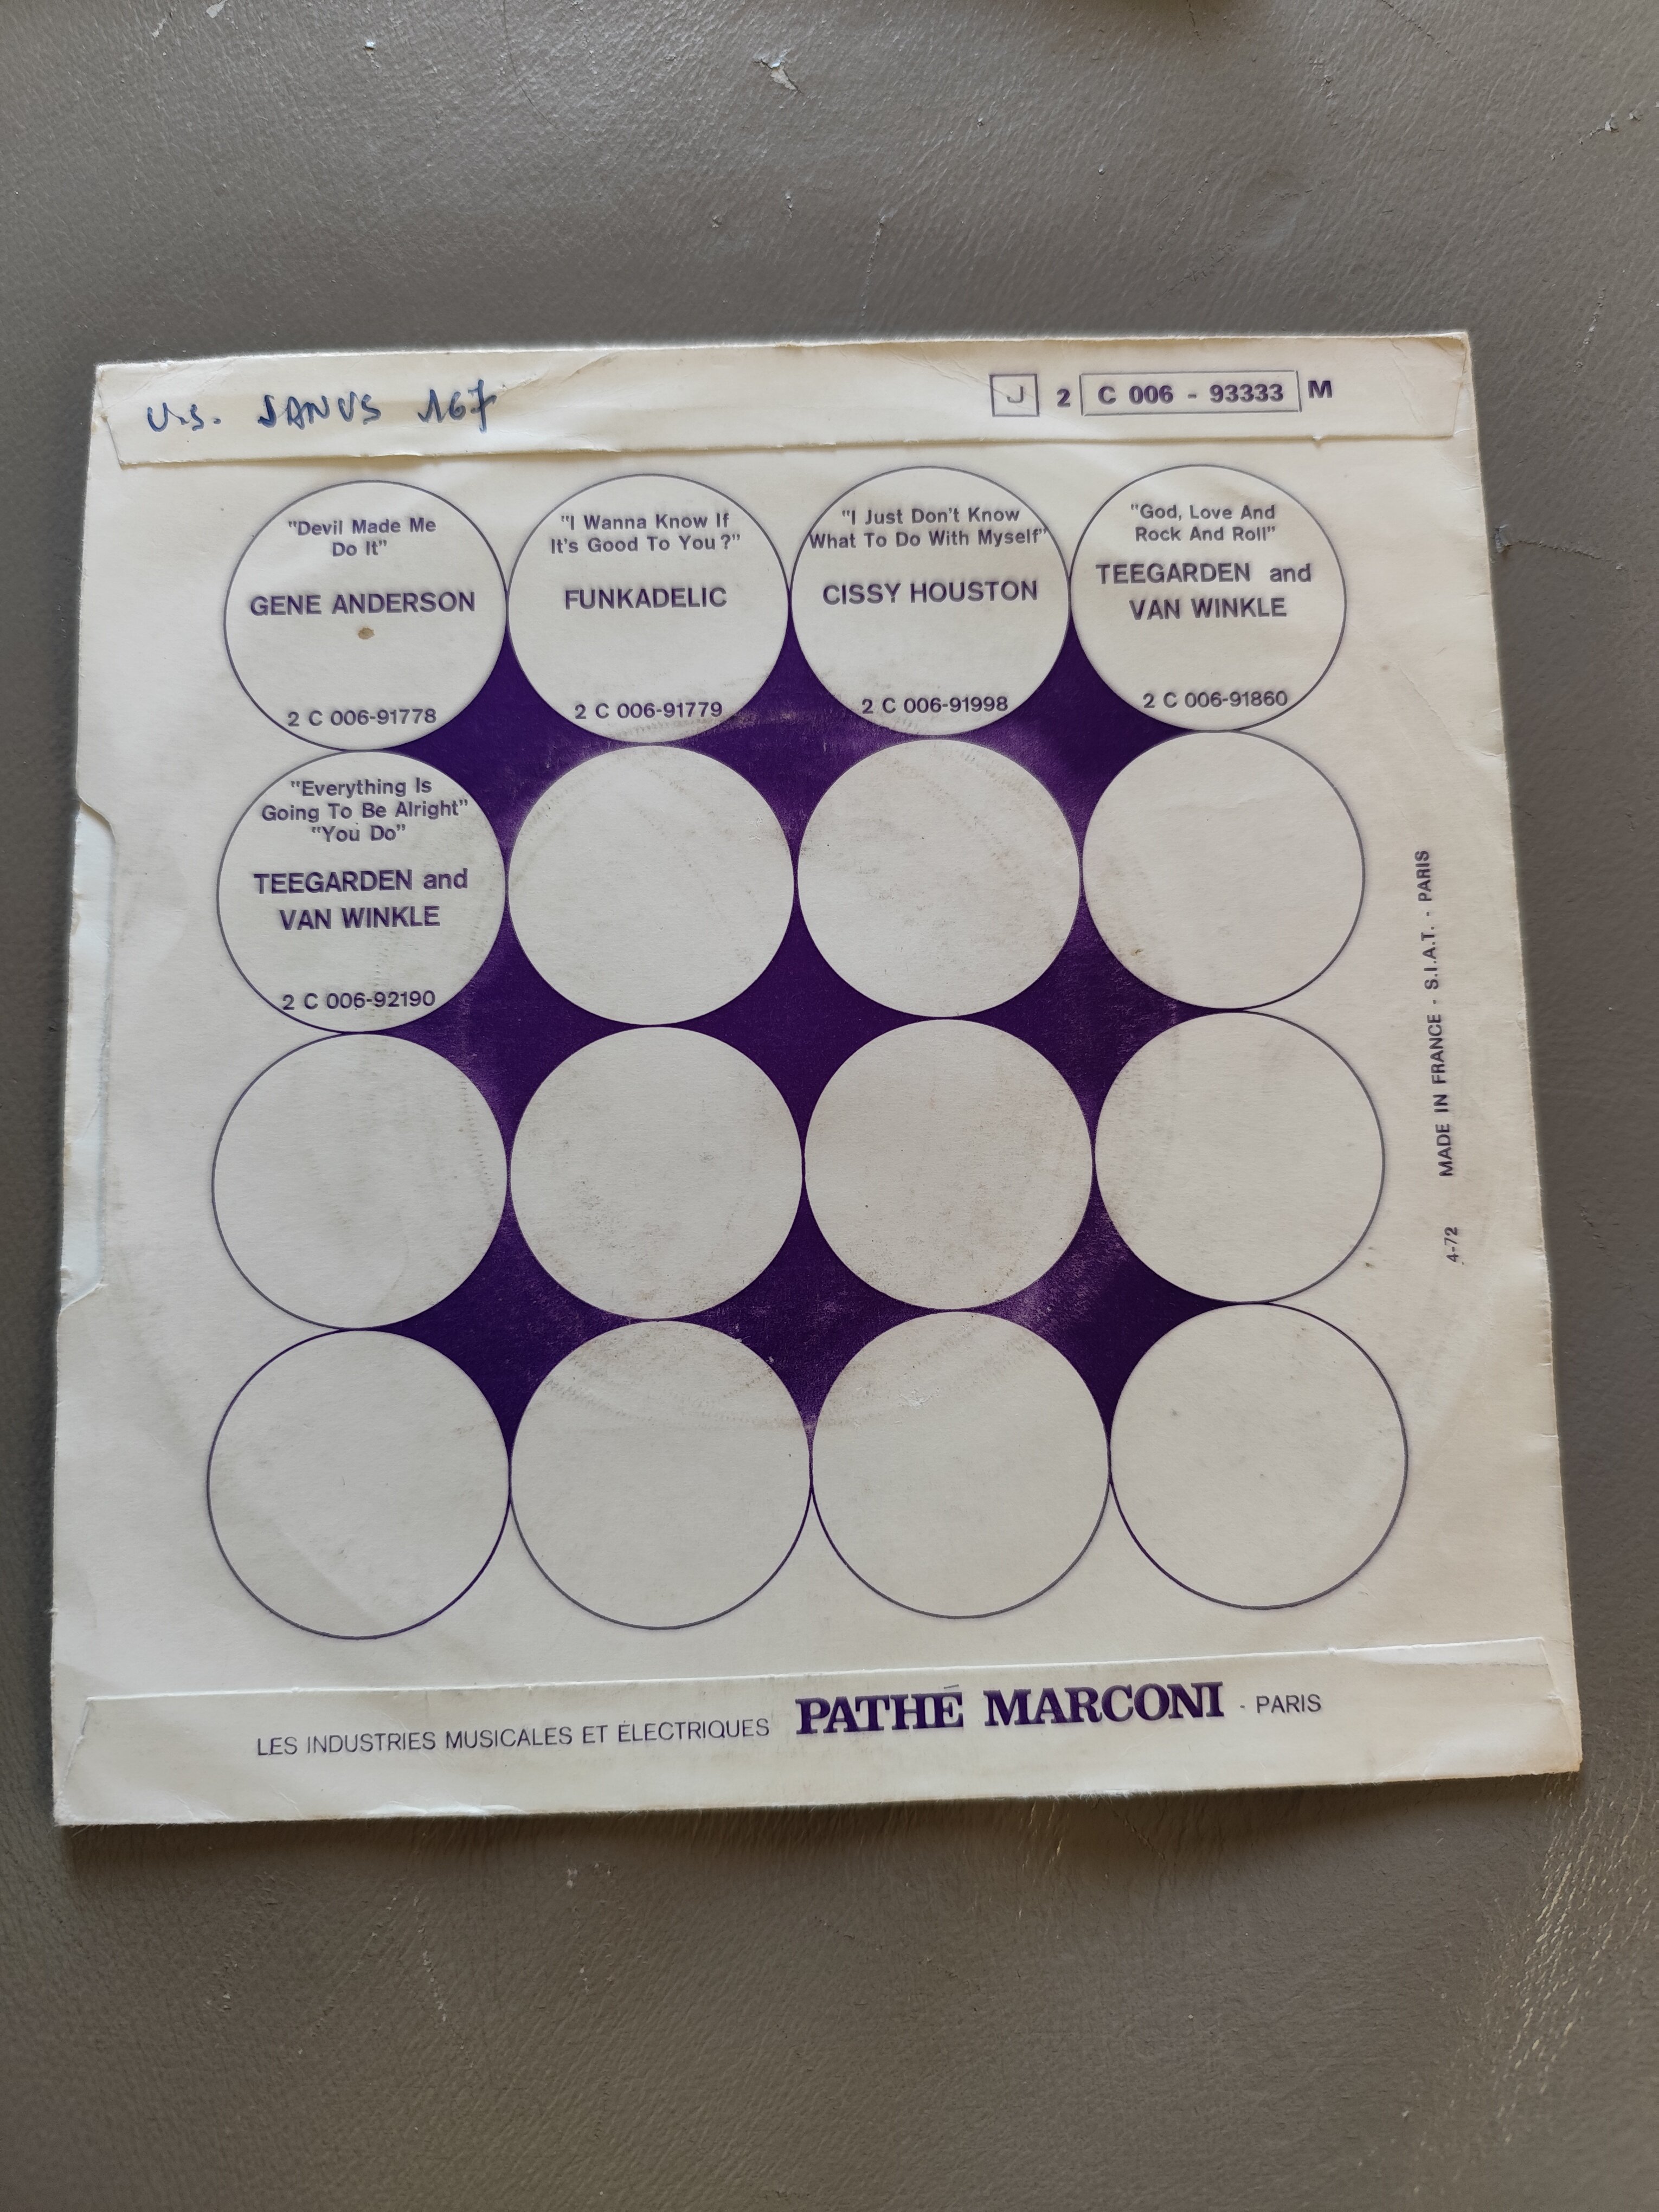 U.S. JANUS 167
J 2 C 006 - 93333 M
"Devil Made Me
Do It"
GENE ANDERSON
2 C 006-91778
"I Wanna Know If
It's Good To You?"
FUNKADELIC
2 C 006-91779
"I Just Don't Know
What To Do With Myself"
CISSY HOUSTON
2 C 006-91998
"God, Love And
Rock And Roll"
TEEGARDEN and
VAN WINKLE
2 C 006-91860
"Everything Is
Going To Be Alright"
"You Do"
TEEGARDEN and
VAN WINKLE
2 C 006-92190
4-72 MADE IN FRANCE - S.I.A.T. - PARIS
LES INDUSTRIES MUSICALES ET ÉLECTRIQUES PATHÉ MARCONI - PARIS